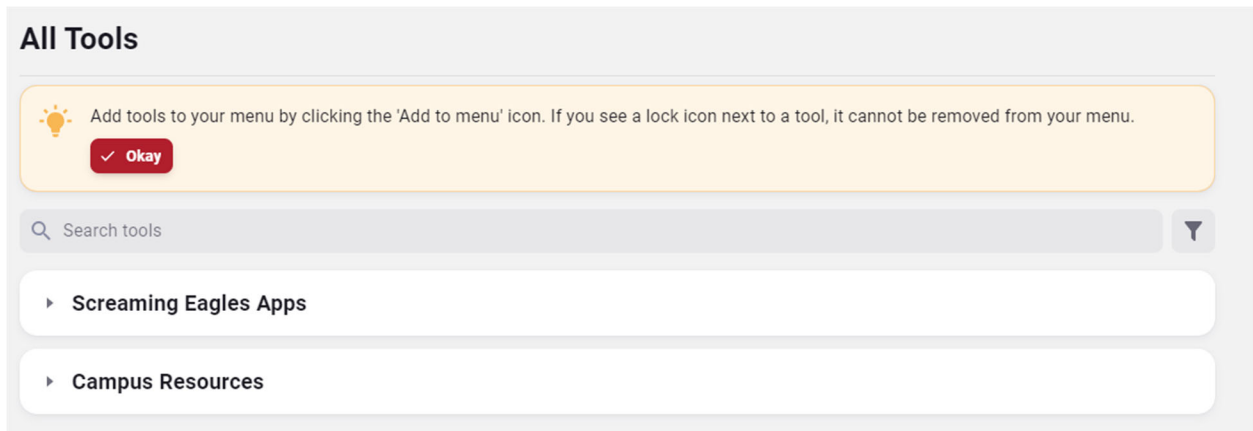 All Tools
Add tools to your menu by clicking the 'Add to menu' icon. If you see a lock icon next to a tool, it cannot be removed from your menu.
Okay
Search tools
Screaming Eagles Apps
Campus Resources